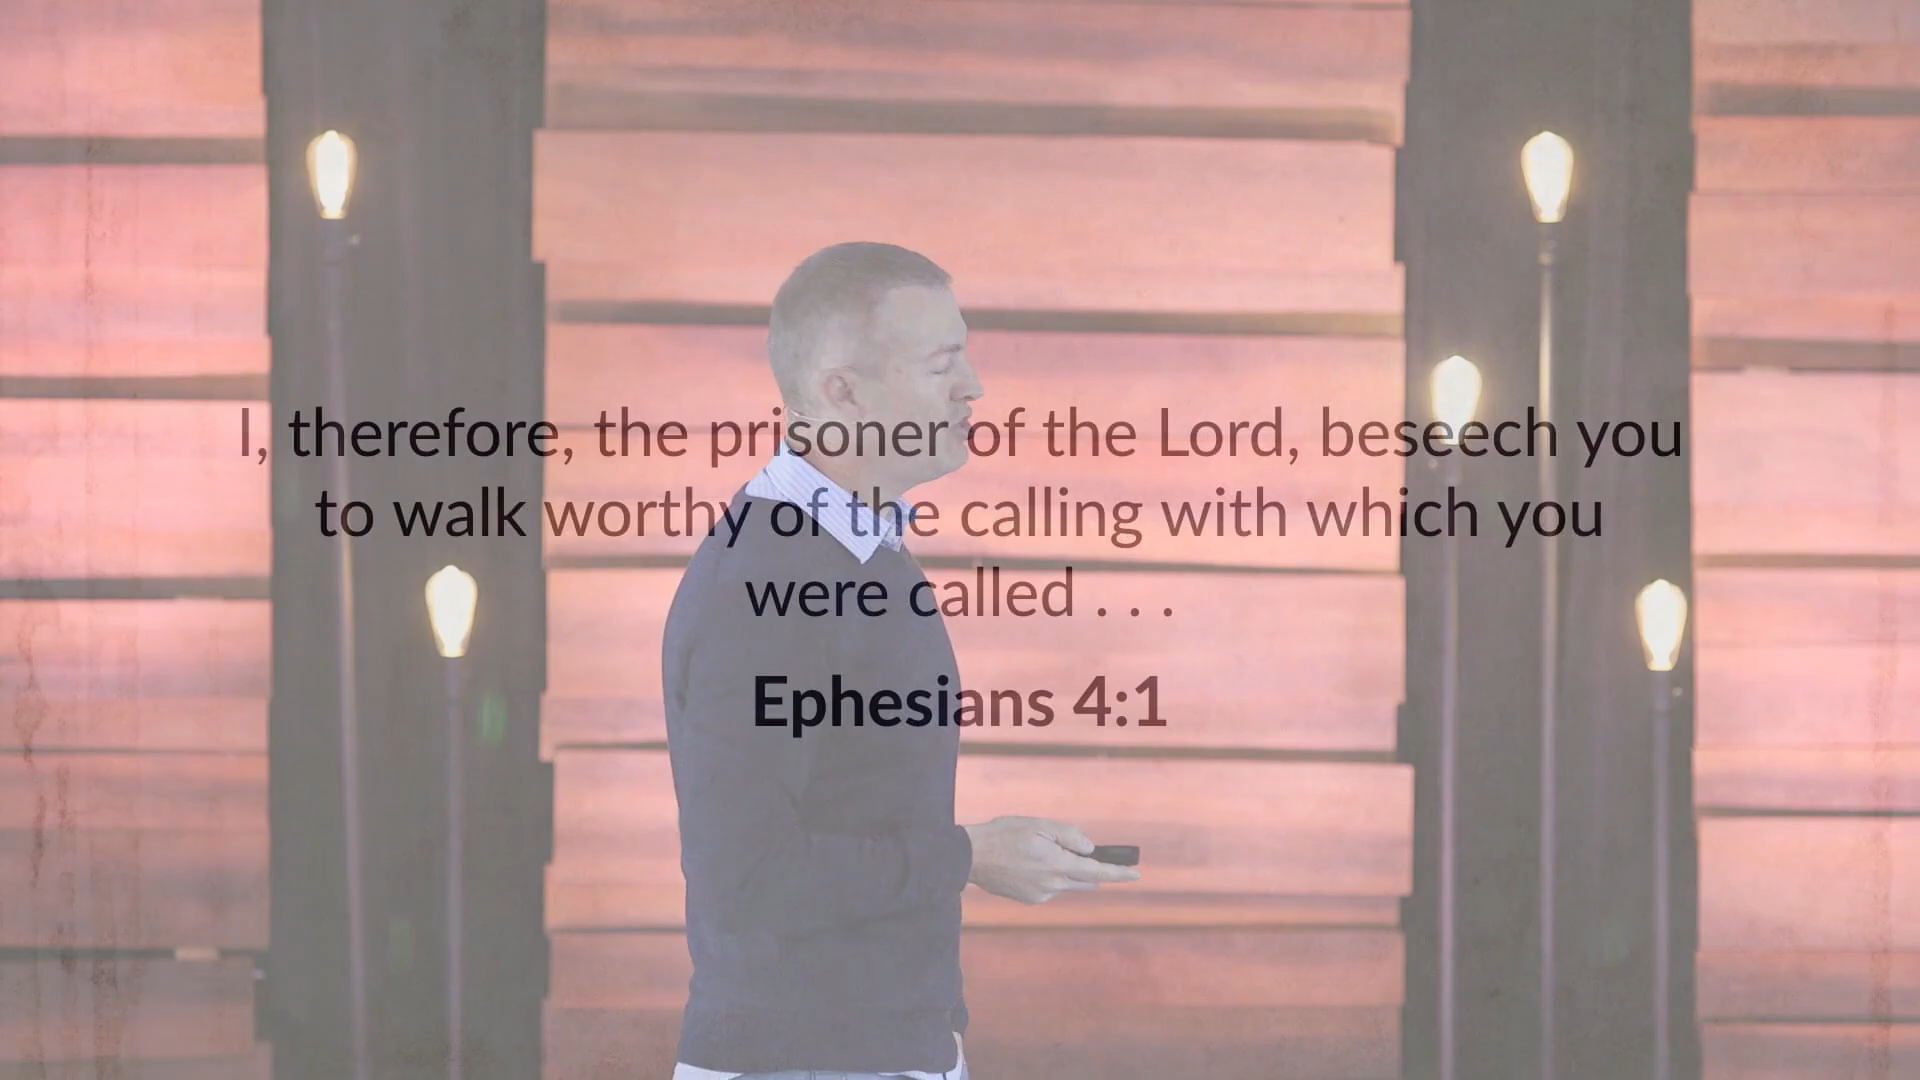 I, therefore, the prisoner of the Lord, beseech you
to walk worthy of the calling with which you
were called . . .
Ephesians 4:1